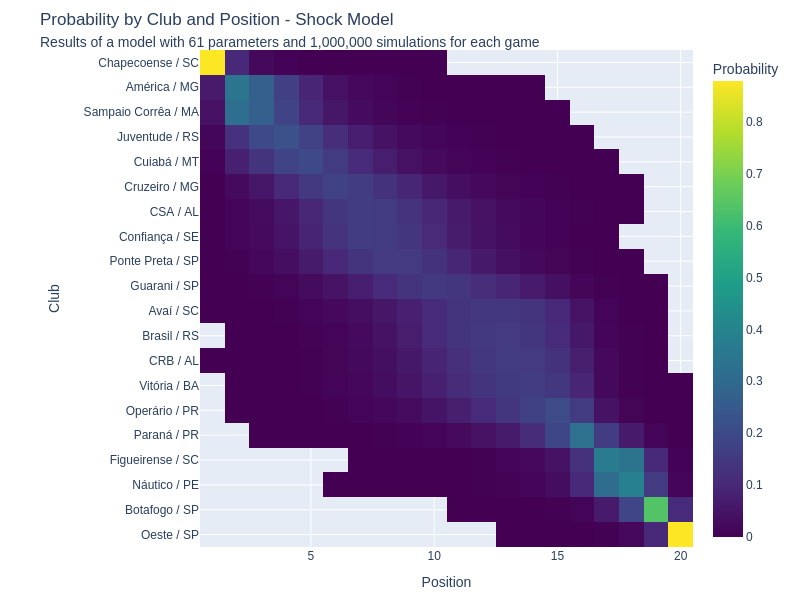 Probability by Club and Position - Shock Model
Results of a model with 61 parameters and 1,000,000 simulations for each game
Probability
Club
Chapecoense / SC
América / MG
Sampaio Corrêa / MA
Juventude / RS
Cuiabá / MT
Cruzeiro / MG
CSA / AL
Confiança / SE
Ponte Preta / SP
Guarani / SP
Avaí / SC
Brasil / RS
CRB / AL
Vitória / BA
Operário / PR
Paraná / PR
Figueirense / SC
Náutico / PE
Botafogo / SP
Oeste / SP
5
10
15
20
Position
0.8
0.7
0.6
0.5
0.4
0.3
0.2
0.1
0